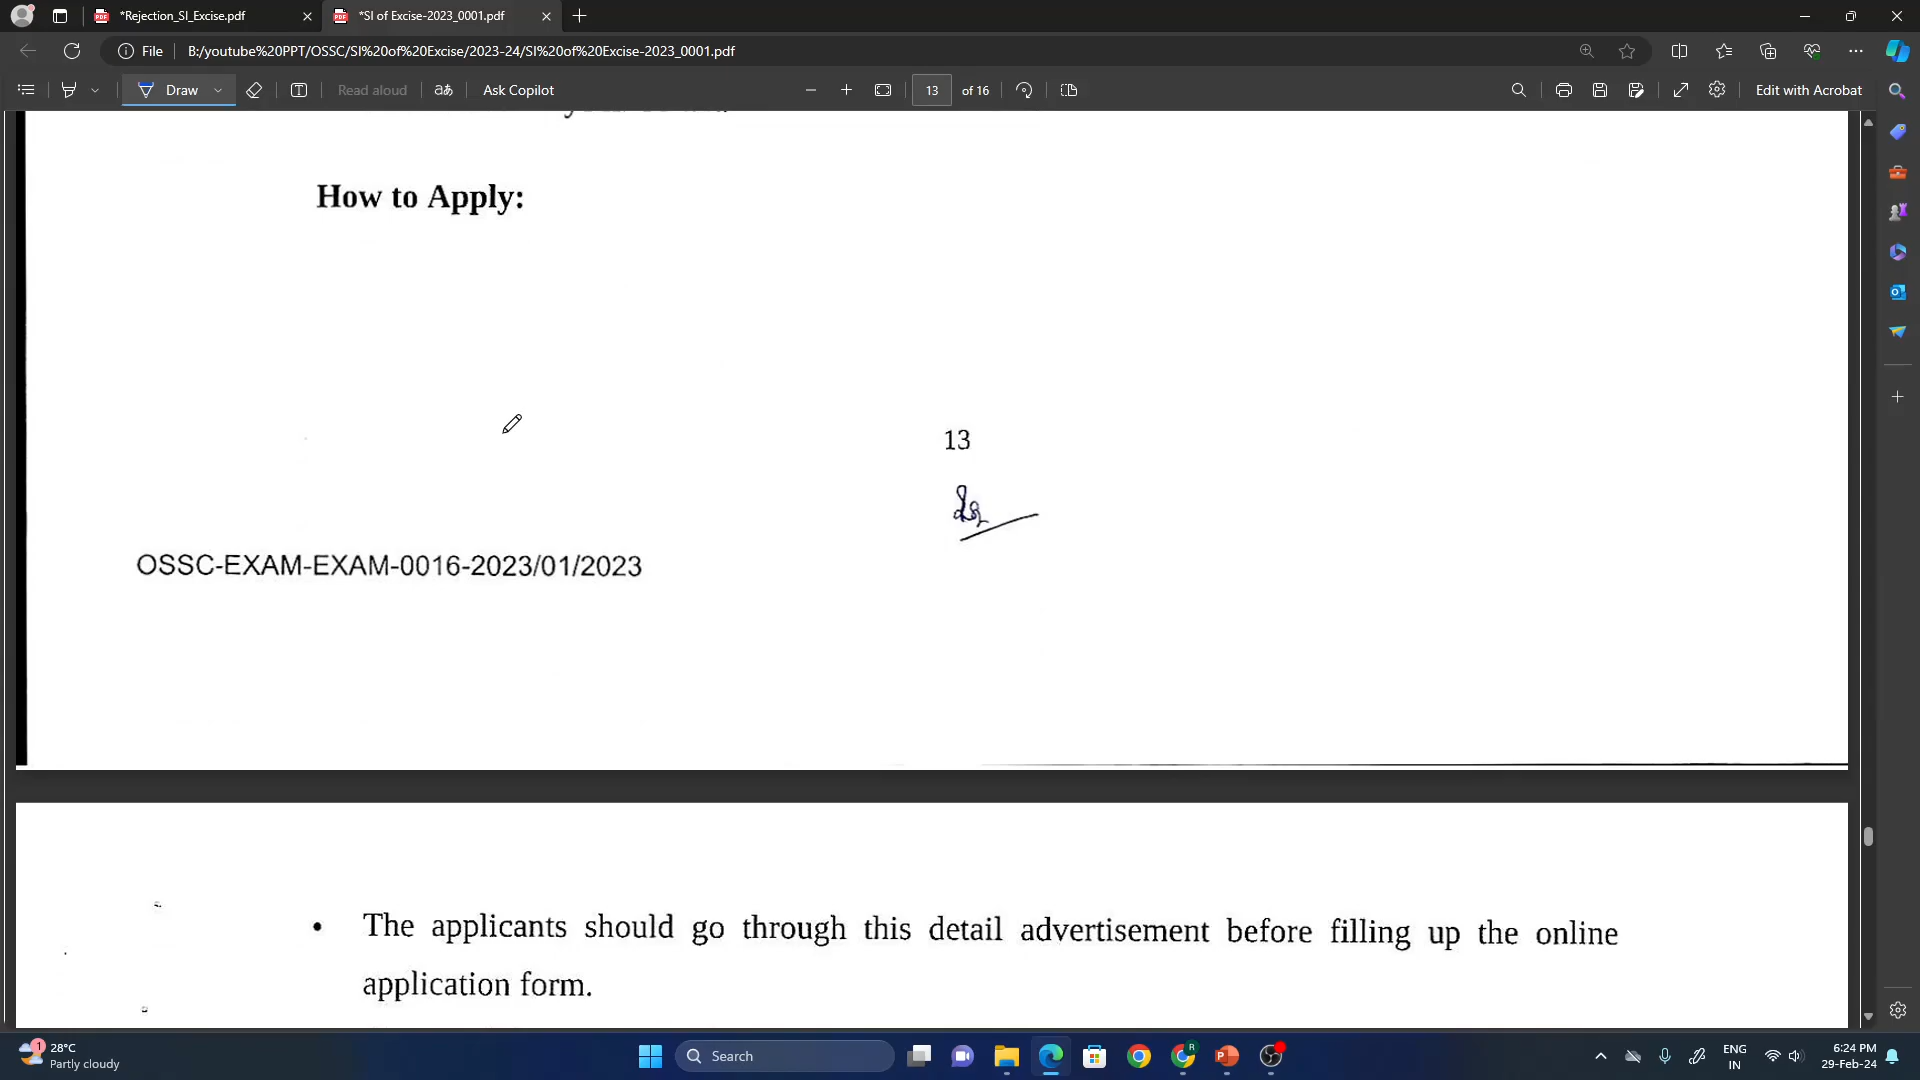 *Rejection_SI_Excise.pdf
*SI of Excise-2023_0001.pdf
File
B:/youtube%20PPT/OSSC/SI%20of%20Excise/2023-24/SI%20of%20Excise-2023_0001.pdf
Draw
Read aloud
aあ
Ask Copilot
13
of 16
Edit with Acrobat
How to Apply:
13
OSSC-EXAM-EXAM-0016-2023/01/2023
• The applicants should go through this detail advertisement before filling up the online
application form.
1
28°C
Partly cloudy
Search
R
ENG
IN
6:24 PM
29-Feb-24